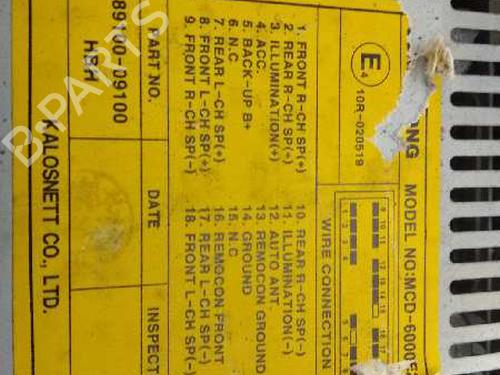 NG MODEL NO:MCD-6000
E4
10R-020519
WIRE CONNECTION
1. FRONT R-CH SP(+)
2. REAR R-CH SP(+)
3. ILLUMINATION(+)
4. ACC.
5. BACK-UP B+
6. N.C
7. REAR L-CH SP(+)
8. FRONT L-CH SP(+)
9. FRONT R-CH SP(-)
10. REAR R-CH SP(-)
11. ILLUMINATION(-)
12. AUTO ANT.
13. REMOCON GROUND
14. GROUND
15. N.C
16. REMOCON FRONT
17. REAR L-CH SP(-)
18. FRONT L-CH SP(-)
PART NO. DATE INSPECT
89100-09100
HBH
KALOSNETT CO., LTD.
B-PARTS